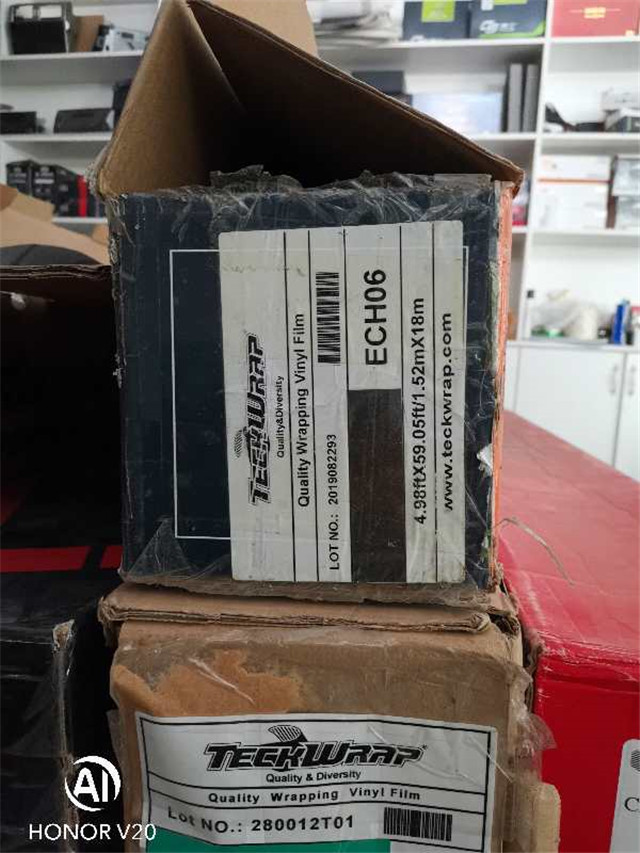 TECKWRAP
Quality&Diversity
Quality Wrapping Vinyl Film
LOT NO.: 2019082293
ECH06
4.98ftX59.05ft/1.52mX18m
www.teckwrap.com
TECKWRAP
Quality & Diversity
Quality Wrapping Vinyl Film
LOT NO.: 280012T01
C
AI
HONOR V20